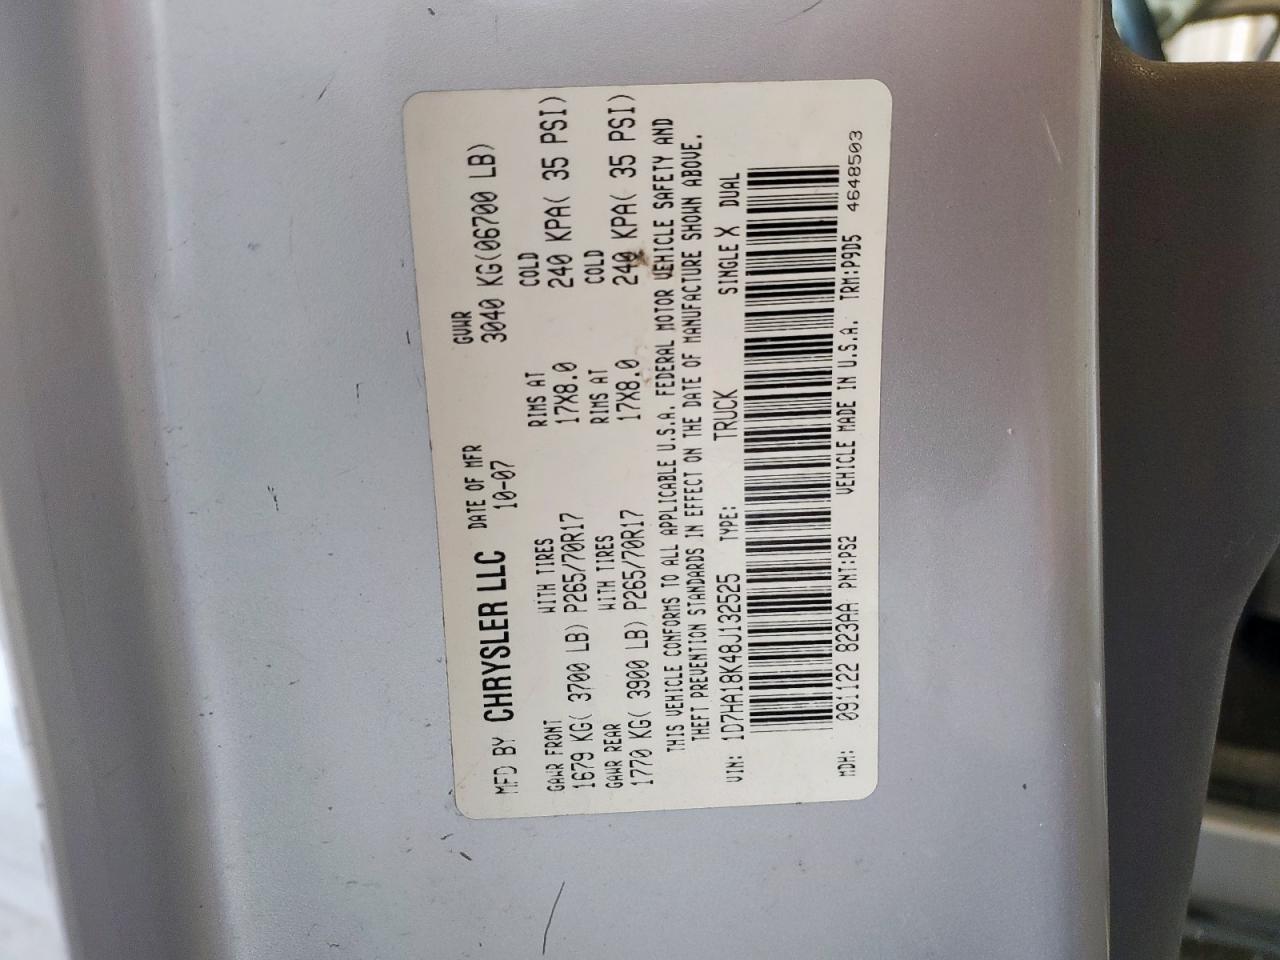 MFD BY CHRYSLER LLC DATE OF MFR GVWR
10-07 3040 KG(06700 LB)
GAWR FRONT WITH TIRES RIMS AT COLD
1679 KG( 3700 LB) P265/70R17 17X8.0 240 KPA( 35 PSI)
GAWR REAR WITH TIRES RIMS AT COLD
1770 KG( 3900 LB) P265/70R17 17X8.0 240 KPA( 35 PSI)
THIS VEHICLE CONFORMS TO ALL APPLICABLE U.S.A. FEDERAL MOTOR VEHICLE SAFETY AND
THEFT PREVENTION STANDARDS IN EFFECT ON THE DATE OF MANUFACTURE SHOWN ABOVE.
VIN: 1D7HA18K48J132525 TYPE: TRUCK SINGLE X DUAL
MDH: 091122 823AA PNT:PS2 VEHICLE MADE IN U.S.A. TRM:P9D5 4648503